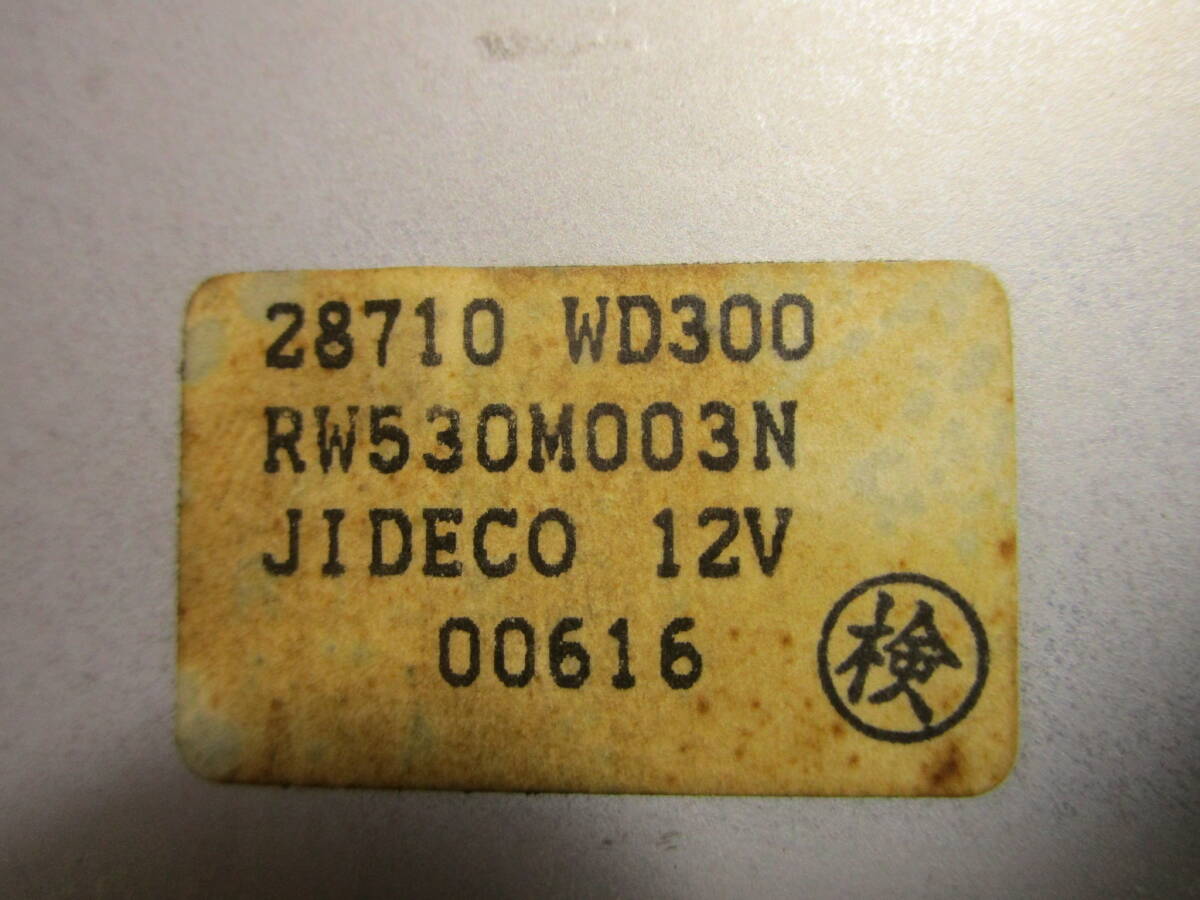 28710 WD300
RW530M003N
JIDECO 12V
00616
検